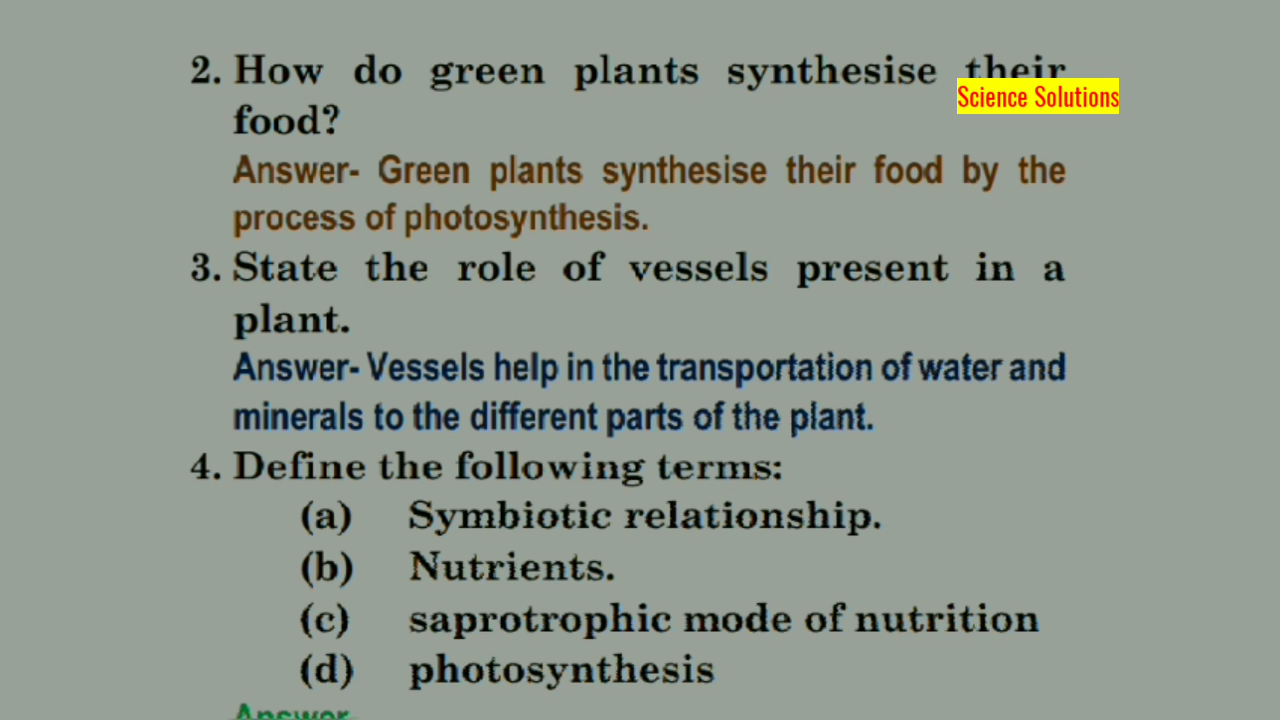 2. How do green plants synthesise their
Science Solutions
food?
Answer- Green plants synthesise their food by the
process of photosynthesis.
3. State the role of vessels present in a
plant.
Answer- Vessels help in the transportation of water and
minerals to the different parts of the plant.
4. Define the following terms:
(a) Symbiotic relationship.
(b) Nutrients.
(c) saprotrophic mode of nutrition
(d) photosynthesis
Answer-